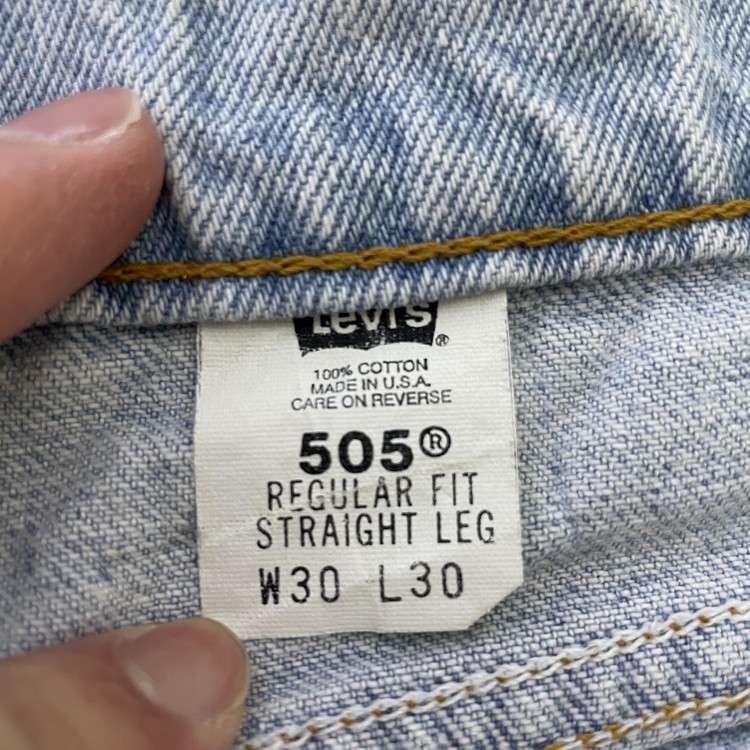 Levi's®
100% COTTON
MADE IN U.S.A.
CARE ON REVERSE
505®
REGULAR FIT
STRAIGHT LEG
W30 L30